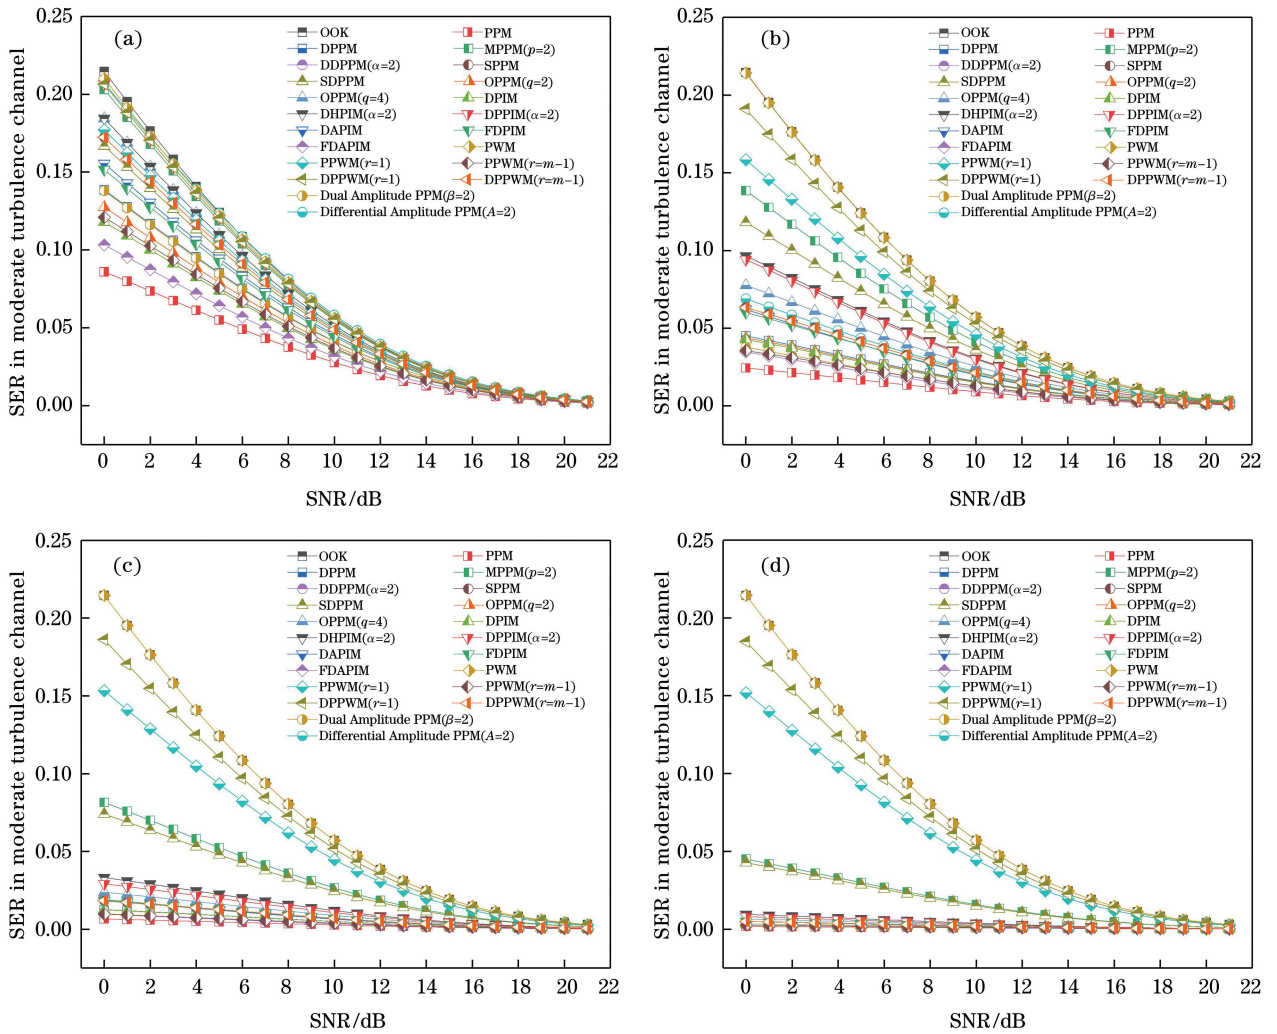 (a)
OOK PPM
DPPM MPPM(p=2)
DDPPM(α=2) SPPM
SDPPM OPPM(q=2)
OPPM(q=4) DPIM
DHPIM(α=2) DPPIM(α=2)
DAPIM FDPIM
FDAPIM PWM
PPWM(r=1) PPWM(r=m−1)
DPPWM(r=1) DPPWM(r=m−1)
Dual Amplitude PPM(β=2)
Differential Amplitude PPM(A=2)
SER in moderate turbulence channel
0.25
0.20
0.15
0.10
0.05
0.00
0 2 4 6 8 10 12 14 16 18 20 22
SNR/dB
(b)
OOK PPM
DPPM MPPM(p=2)
DDPPM(α=2) SPPM
SDPPM OPPM(q=2)
OPPM(q=4) DPIM
DHPIM(α=2) DPPIM(α=2)
DAPIM FDPIM
FDAPIM PWM
PPWM(r=1) PPWM(r=m−1)
DPPWM(r=1) DPPWM(r=m−1)
Dual Amplitude PPM(β=2)
Differential Amplitude PPM(A=2)
SER in moderate turbulence channel
0.25
0.20
0.15
0.10
0.05
0.00
0 2 4 6 8 10 12 14 16 18 20 22
SNR/dB
(c)
OOK PPM
DPPM MPPM(p=2)
DDPPM(α=2) SPPM
SDPPM OPPM(q=2)
OPPM(q=4) DPIM
DHPIM(α=2) DPPIM(α=2)
DAPIM FDPIM
FDAPIM PWM
PPWM(r=1) PPWM(r=m−1)
DPPWM(r=1) DPPWM(r=m−1)
Dual Amplitude PPM(β=2)
Differential Amplitude PPM(A=2)
SER in moderate turbulence channel
0.25
0.20
0.15
0.10
0.05
0.00
0 2 4 6 8 10 12 14 16 18 20 22
SNR/dB
(d)
OOK PPM
DPPM MPPM(p=2)
DDPPM(α=2) SPPM
SDPPM OPPM(q=2)
OPPM(q=4) DPIM
DHPIM(α=2) DPPIM(α=2)
DAPIM FDPIM
FDAPIM PWM
PPWM(r=1) PPWM(r=m−1)
DPPWM(r=1) DPPWM(r=m−1)
Dual Amplitude PPM(β=2)
Differential Amplitude PPM(A=2)
SER in moderate turbulence channel
0.25
0.20
0.15
0.10
0.05
0.00
0 2 4 6 8 10 12 14 16 18 20 22
SNR/dB